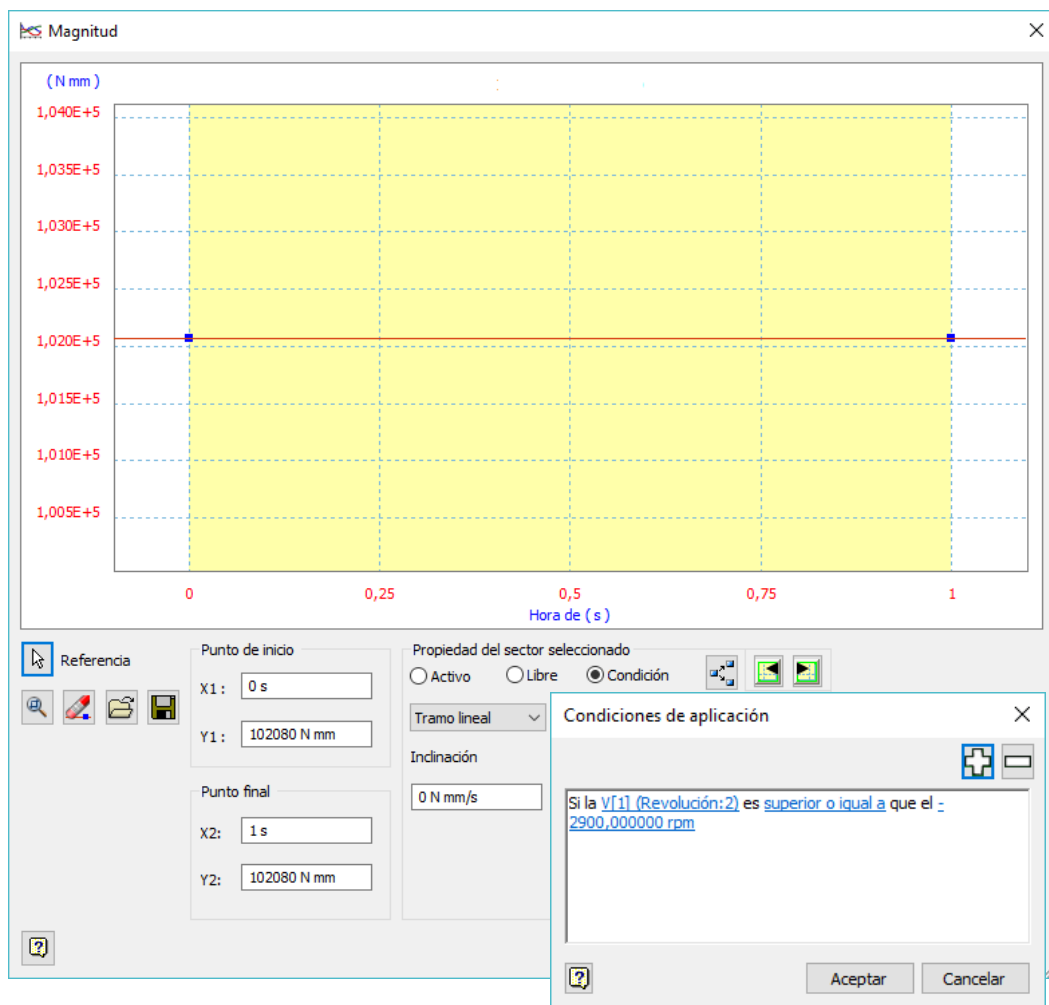 Magnitud
( N mm )
1,040E+5
1,035E+5
1,030E+5
1,025E+5
1,020E+5
1,015E+5
1,010E+5
1,005E+5
0 0,25 0,5 0,75 1
Hora de ( s )
Referencia
Punto de inicio
X1 : 0 s
Y1 : 102080 N mm
Punto final
X2: 1 s
Y2: 102080 N mm
Propiedad del sector seleccionado
Activo Libre Condición
Tramo lineal
Inclinación
0 N mm/s
Condiciones de aplicación
Si la V[1] (Revolución:2) es superior o igual a que el -
2900,000000 rpm
Aceptar Cancelar